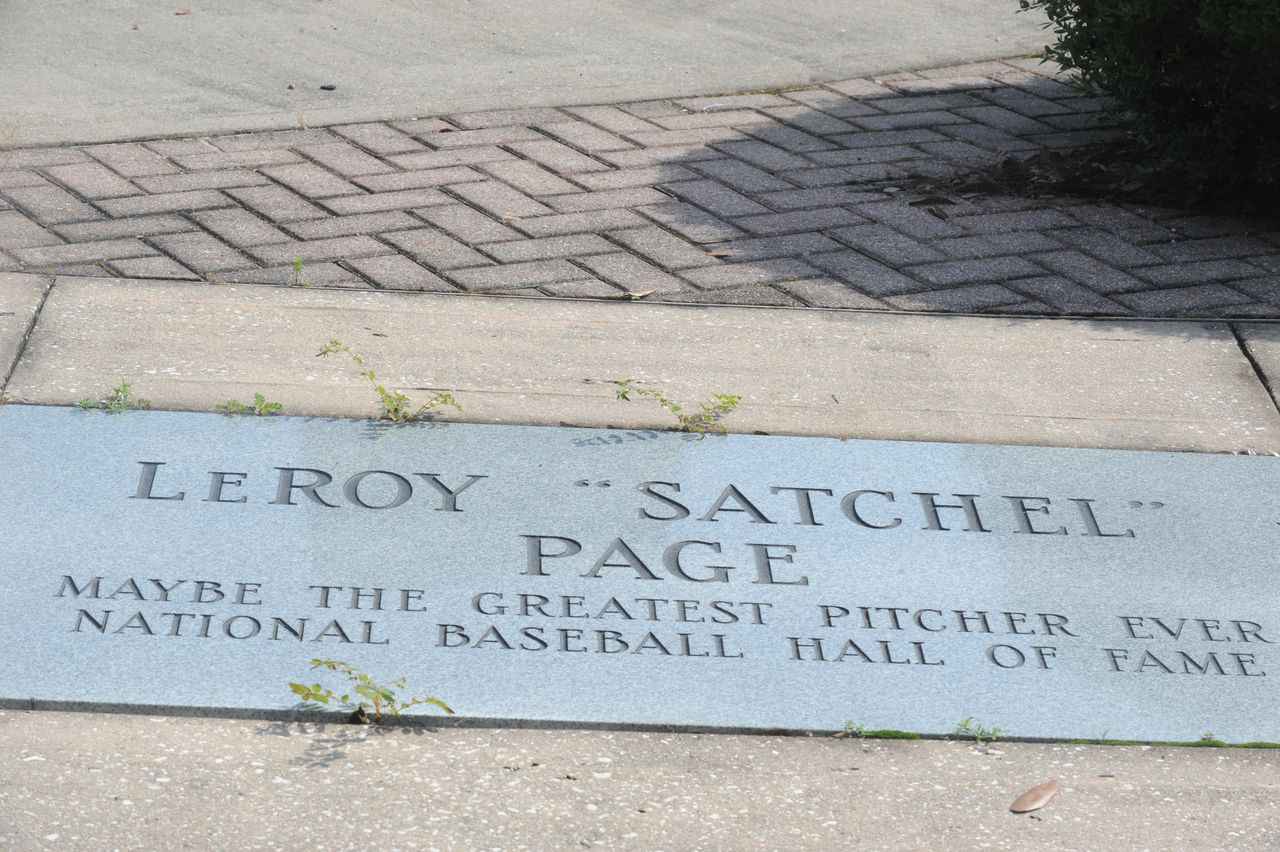 LEROY “SATCHEL”
PAGE
MAYBE THE GREATEST PITCHER EVER
NATIONAL BASEBALL HALL OF FAME